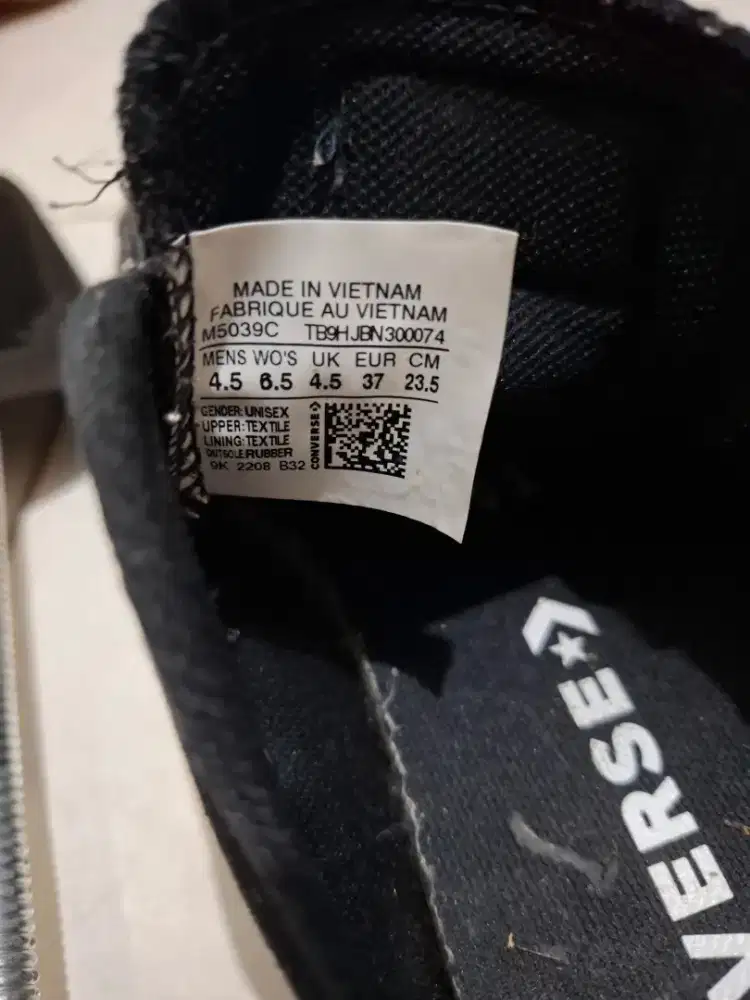 MADE IN VIETNAM
FABRIQUE AU VIETNAM
M5039C TB9HJBN300074
MENS WO'S UK EUR CM
4.5 6.5 4.5 37 23.5
GENDER: UNISEX
UPPER: TEXTILE
LINING: TEXTILE
OUTSOLE: RUBBER
9K 2208 B32
CONVERSE
VERSE